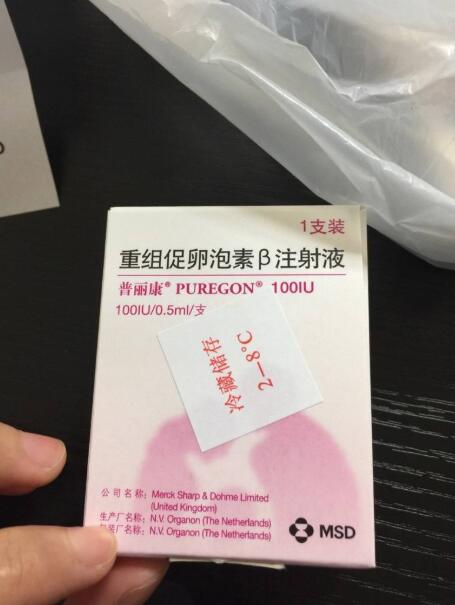 1支装
重组促卵泡素β注射液
普丽康® PUREGON® 100IU
100IU/0.5ml/支
冷藏储存
2－8℃
公司名称: Merck Sharp & Dohme Limited
(United Kingdom)
生产厂名称: N.V. Organon (The Netherlands)
包装厂名称: N.V. Organon (The Netherlands)
MSD